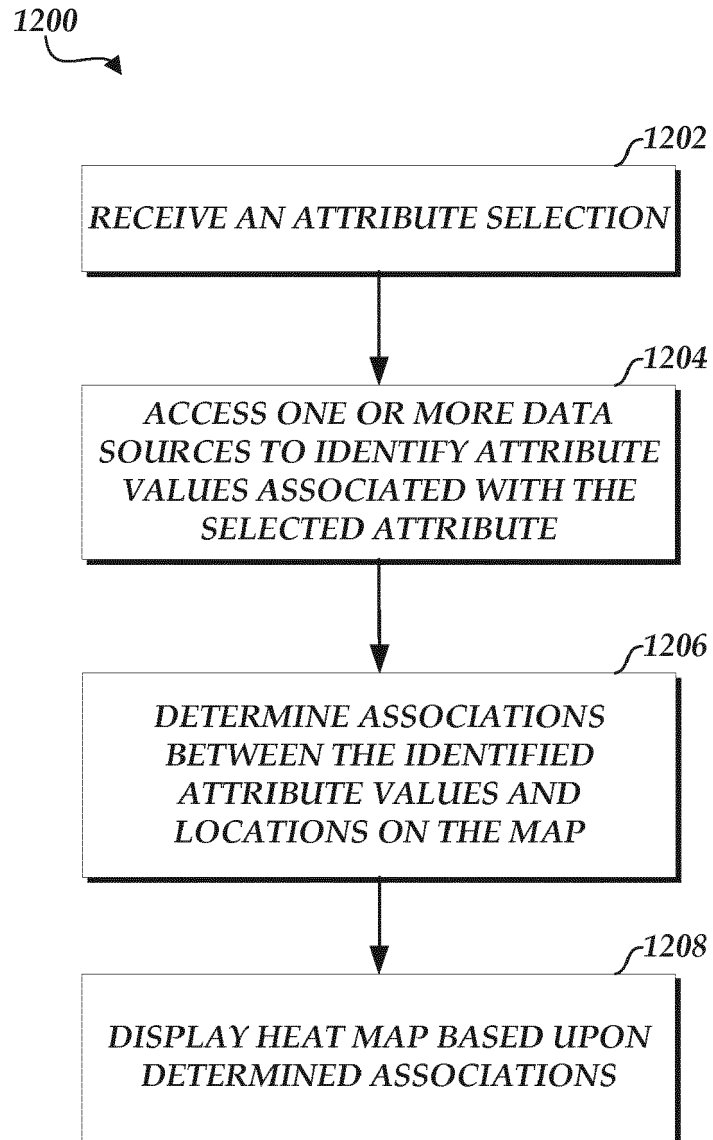 1200
1202
RECEIVE AN ATTRIBUTE SELECTION
1204
ACCESS ONE OR MORE DATA
SOURCES TO IDENTIFY ATTRIBUTE
VALUES ASSOCIATED WITH THE
SELECTED ATTRIBUTE
1206
DETERMINE ASSOCIATIONS
BETWEEN THE IDENTIFIED
ATTRIBUTE VALUES AND
LOCATIONS ON THE MAP
1208
DISPLAY HEAT MAP BASED UPON
DETERMINED ASSOCIATIONS